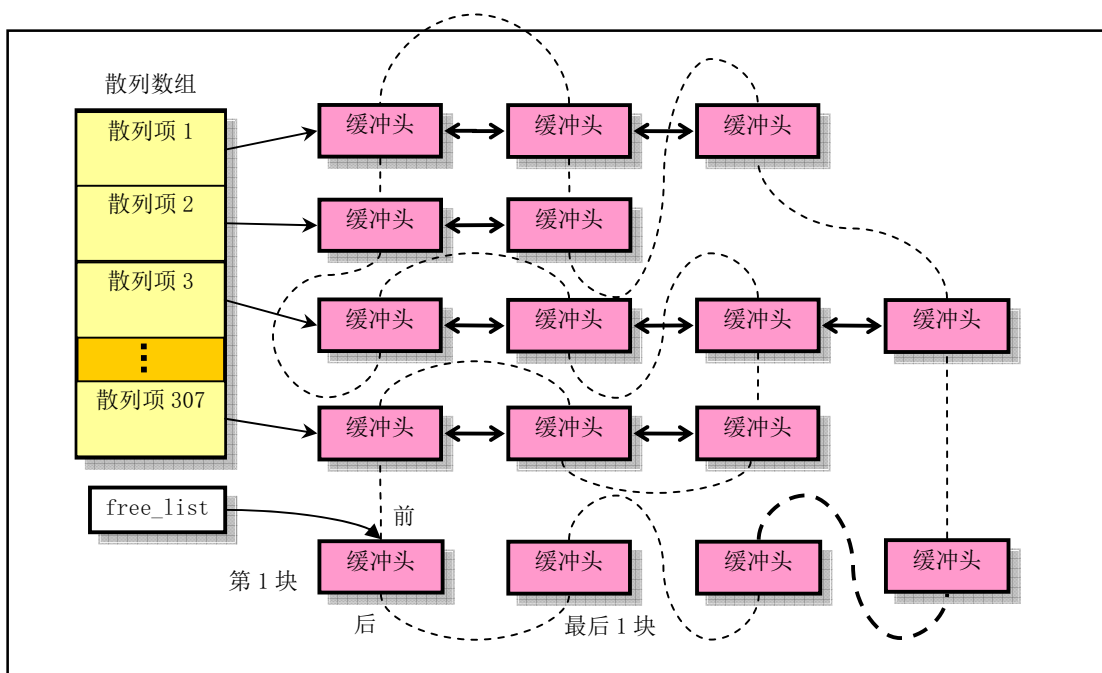 散列数组
散列项 1
缓冲头
缓冲头
缓冲头
散列项 2
缓冲头
缓冲头
散列项 3
缓冲头
缓冲头
缓冲头
缓冲头
散列项 307
缓冲头
缓冲头
缓冲头
free_list
前
缓冲头
缓冲头
缓冲头
缓冲头
第 1 块
后
最后 1 块